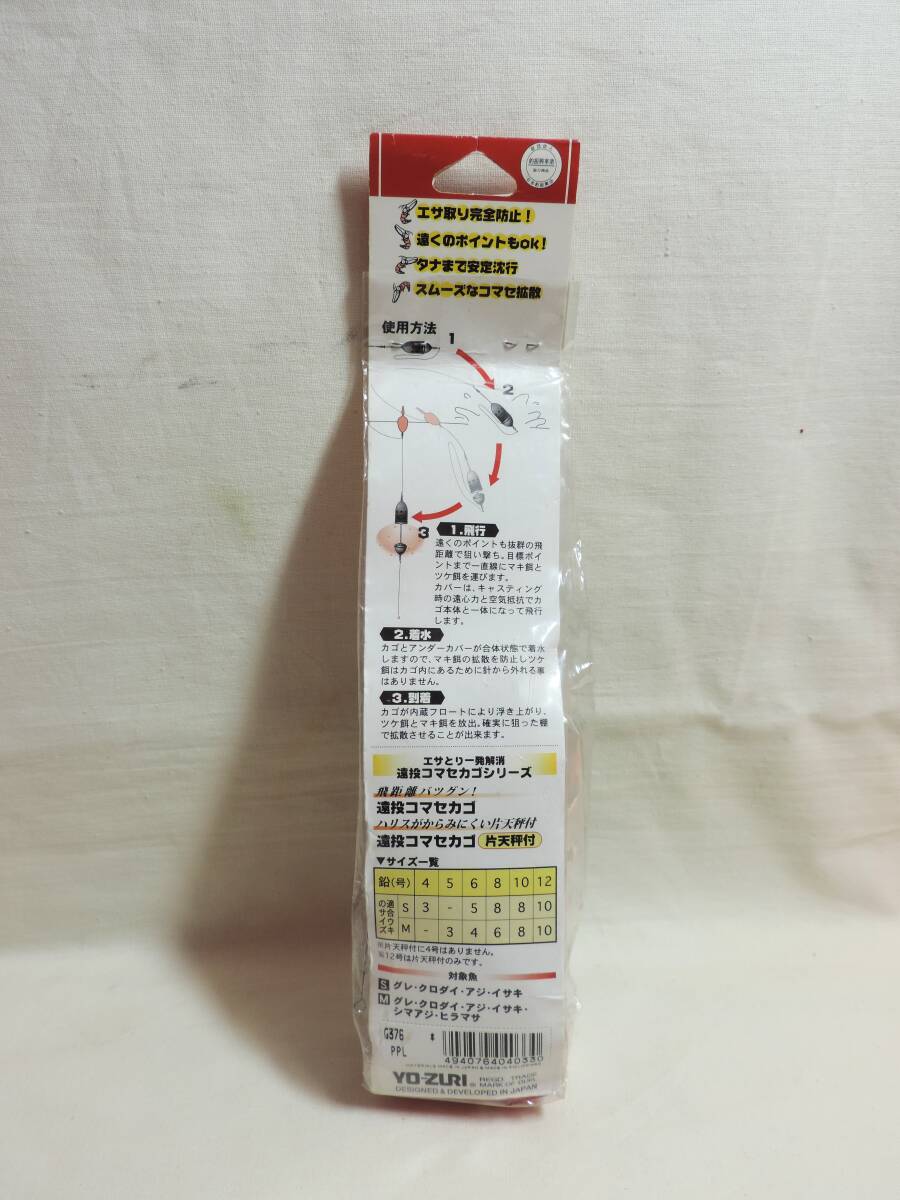 釣振興事業
エサ取り完全防止！
遠くのポイントもok！
タナまで安定沈行
スムーズなコマセ拡散
使用方法
1
2
3
1.飛行
遠くのポイントも抜群の飛
距離で狙い撃ち。目標ポ
イントまで一直線にマキ餌と
ツケ餌を運びます。
カバーは、キャスティング
時の遠心力と空気抵抗でカ
ゴ本体と一体になって飛行
します。
2.着水
カゴとアンダーカバーが合体状態で着水
しますので、マキ餌の拡散を防止しツケ
餌はカゴ内にあるために針から外れる事
はありません。
3.到着
カゴが内蔵フロートにより浮き上がり、
ツケ餌とマキ餌を放出。確実に狙った棚
で拡散させることが出来ます。
エサとり一発解消
遠投コマセカゴシリーズ
飛距離バツグン！
遠投コマセカゴ
ハリスがからみにくい片天秤付
遠投コマセカゴ 片天秤付
▼サイズ一覧
鉛(号) 4 5 6 8 10 12
適合ウキのサイズ
S 3 - 5 8 8 10
M - 3 4 6 8 10
※片天秤付に4号はありません。
※12号は片天秤付のみです。
対象魚
S グレ・クロダイ・アジ・イサキ
M グレ・クロダイ・アジ・イサキ・
シマアジ・ヒラマサ
G376 *
PPL
4940764040330
YO-ZURI ® REGD. TRADE
MARK OF DUEL
DESIGNED & DEVELOPED IN JAPAN